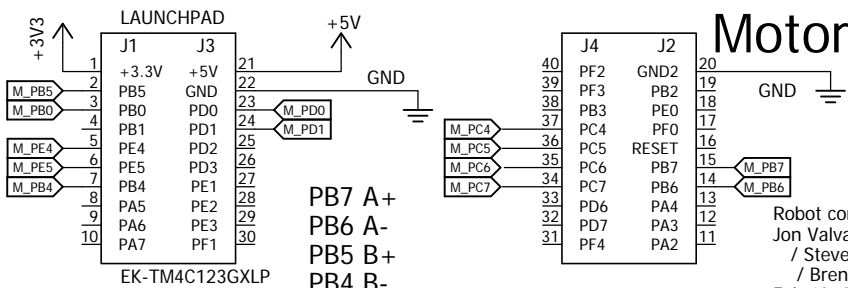 LAUNCHPAD
+3V3
+5V
J1 J3
1 +3.3V +5V 21
M_PB5 2 PB5 GND 22 GND
M_PB0 3 PB0 PD0 23 M_PD0
4 PB1 PD1 24 M_PD1
M_PE4 5 PE4 PD2 25
M_PE5 6 PE5 PD3 26
M_PB4 7 PB4 PE1 27
8 PA5 PE2 28
9 PA6 PE3 29
10 PA7 PF1 30
EK-TM4C123GXLP
PB7 A+
PB6 A-
PB5 B+
PB4 B-
Motor
J4 J2
40 PF2 GND2 20
39 PF3 PB2 19 GND
38 PB3 PE0 18
M_PC4 37 PC4 PF0 17
M_PC5 36 PC5 RESET 16
M_PC6 35 PC6 PB7 15 M_PB7
M_PC7 34 PC7 PB6 14 M_PB6
33 PD6 PA4 13
32 PD7 PA3 12
31 PF4 PA2 11
Robot con
Jon Valva
/ Steve
/ Bren